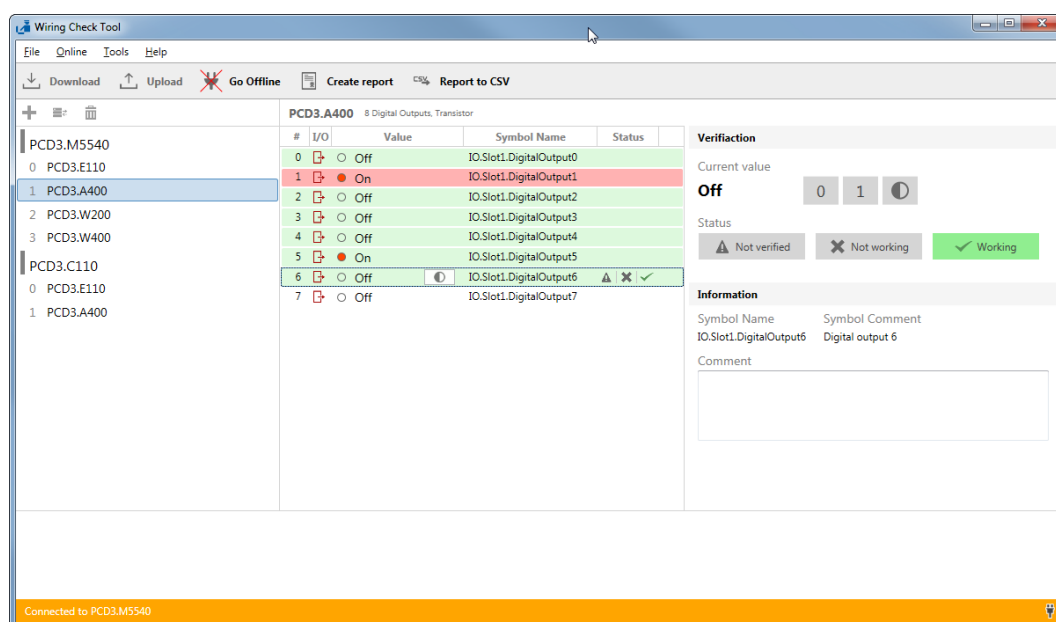 Wiring Check Tool
File Online Tools Help
Download Upload Go Offline Create report CSV Report to CSV
PCD3.M5540
0 PCD3.E110
1 PCD3.A400
2 PCD3.W200
3 PCD3.W400
PCD3.C110
0 PCD3.E110
1 PCD3.A400
PCD3.A400 8 Digital Outputs, Transistor
# I/O Value Symbol Name Status
0 Off IO.Slot1.DigitalOutput0
1 On IO.Slot1.DigitalOutput1
2 Off IO.Slot1.DigitalOutput2
3 Off IO.Slot1.DigitalOutput3
4 Off IO.Slot1.DigitalOutput4
5 On IO.Slot1.DigitalOutput5
6 Off IO.Slot1.DigitalOutput6
7 Off IO.Slot1.DigitalOutput7
Verifiaction
Current value
Off 0 1
Status
Not verified Not working Working
Information
Symbol Name Symbol Comment
IO.Slot1.DigitalOutput6 Digital output 6
Comment
Connected to PCD3.M5540